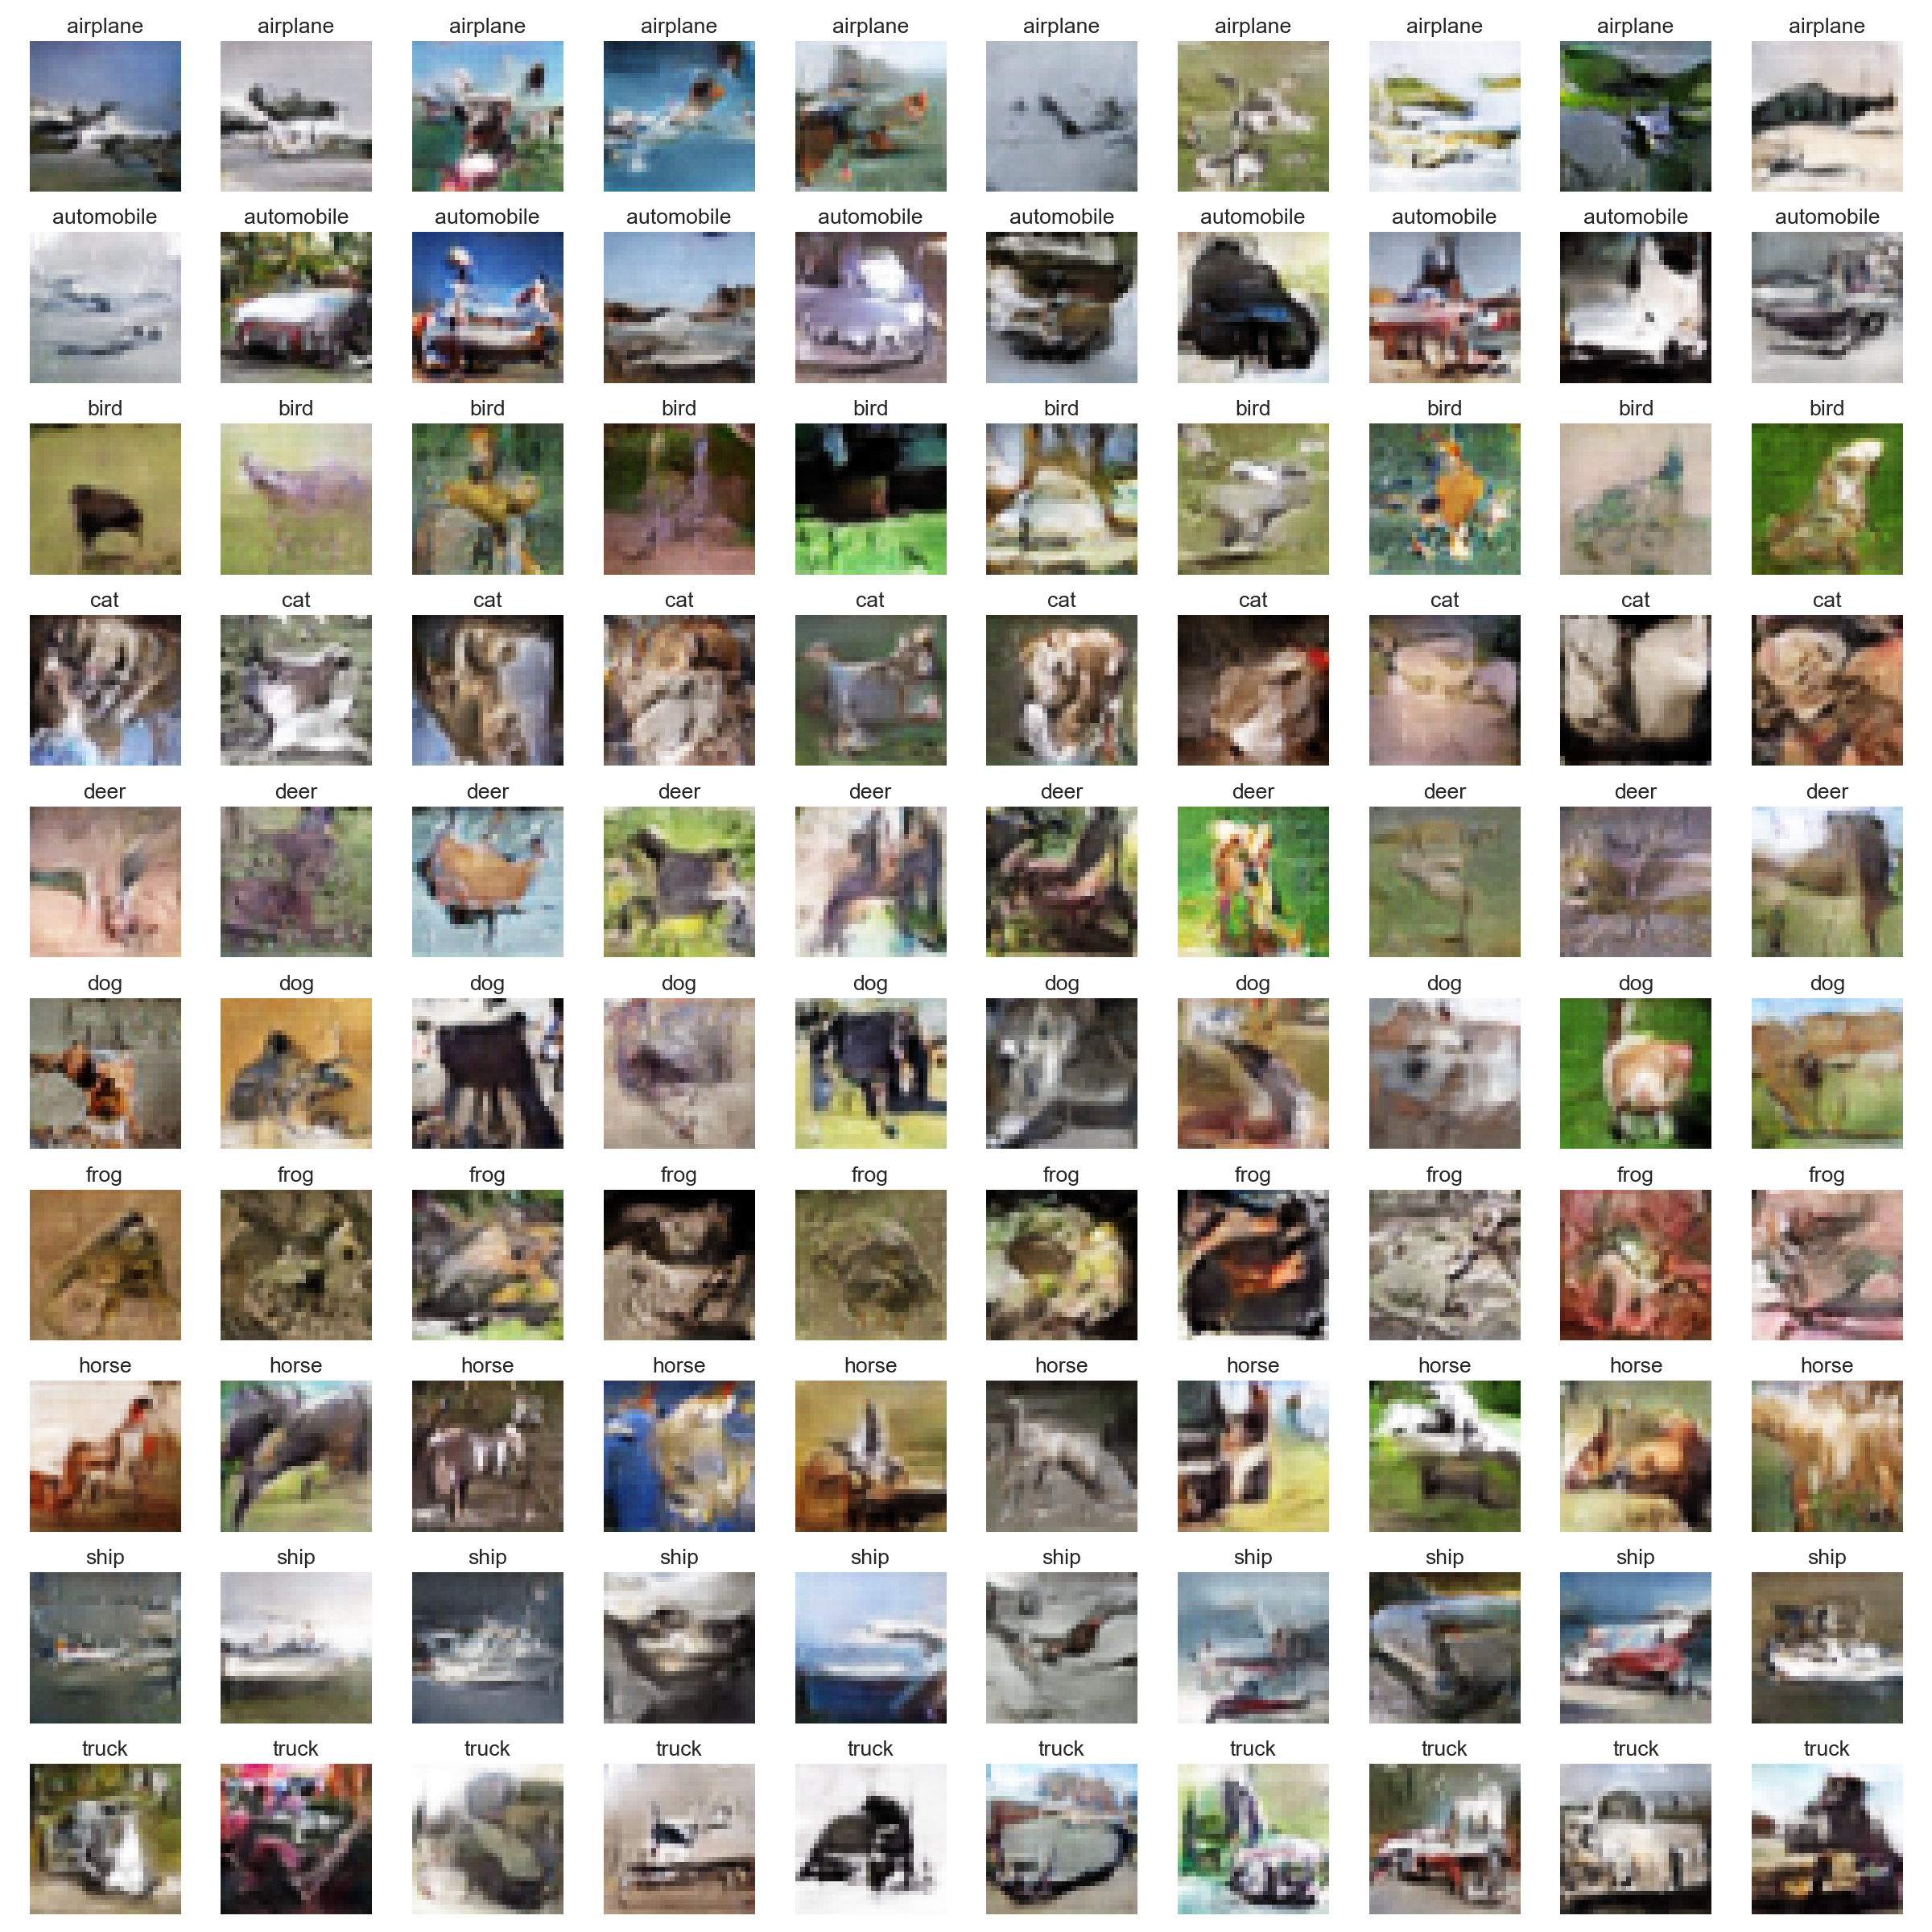 airplane airplane airplane airplane airplane airplane airplane airplane airplane airplane
automobile automobile automobile automobile automobile automobile automobile automobile automobile automobile
bird bird bird bird bird bird bird bird bird bird
cat cat cat cat cat cat cat cat cat cat
deer deer deer deer deer deer deer deer deer deer
dog dog dog dog dog dog dog dog dog dog
frog frog frog frog frog frog frog frog frog frog
horse horse horse horse horse horse horse horse horse horse
ship ship ship ship ship ship ship ship ship ship
truck truck truck truck truck truck truck truck truck truck